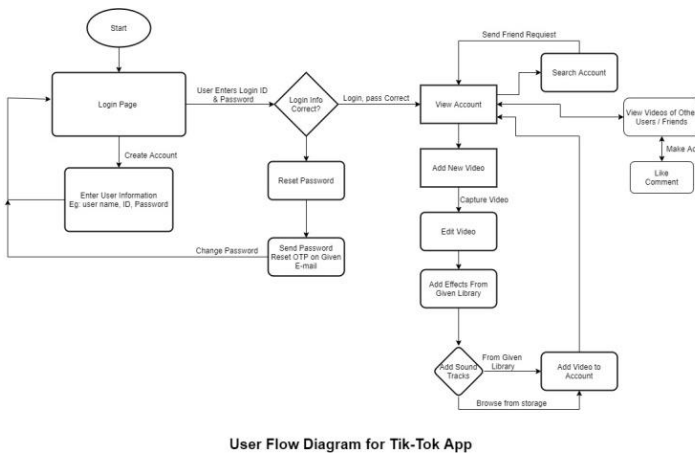 Start
Send Friend Requiest
Search Account
Login Page
User Enters Login ID
& Password
Login Info
Correct?
Login, pass Correct
View Account
View Videos of Othe
Users / Friends
Create Account
Make Ac
Add New Video
Like
Comment
Enter User Information
Eg: user name, ID, Password
Reset Password
Capture Video
Edit Video
Change Password
Send Password
Reset OTP on Given
E-mail
Add Effects From
Given Library
Add Sound
Tracks
From Given
Library
Add Video to
Account
Browse from storage
User Flow Diagram for Tik-Tok App